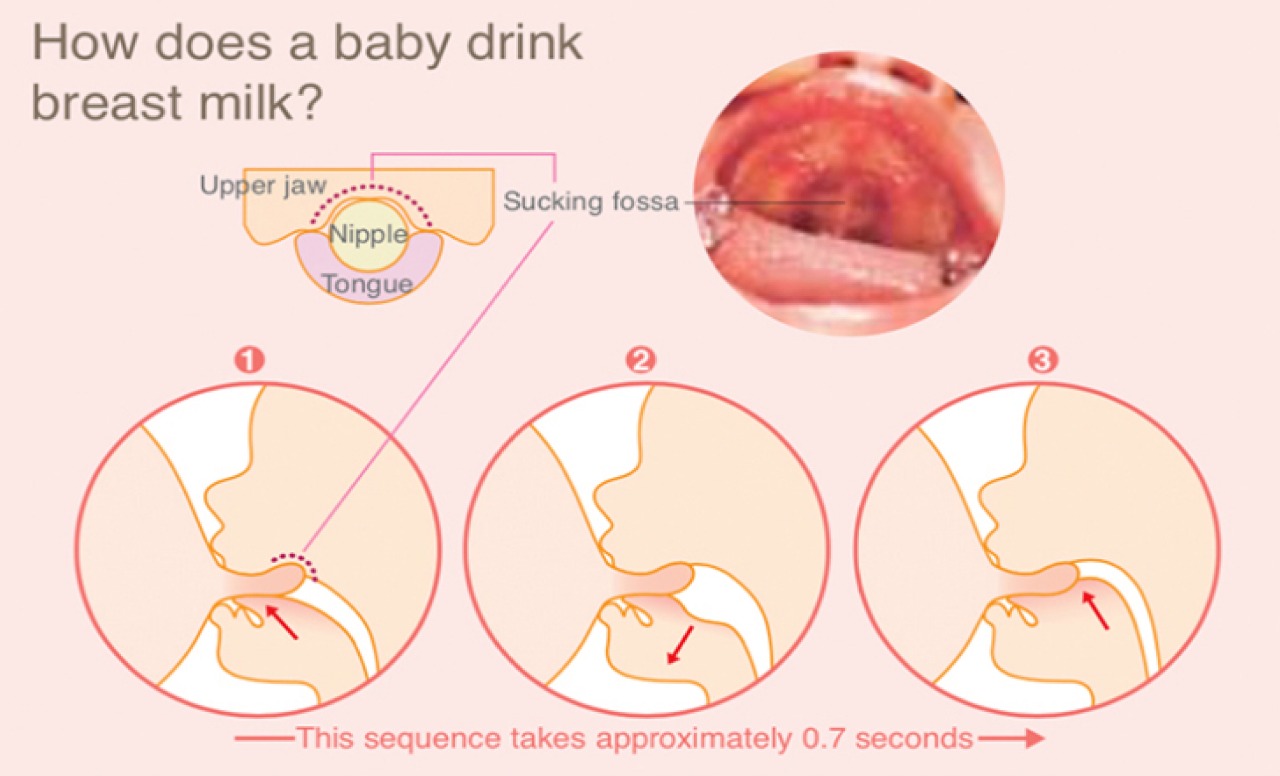 How does a baby drink
breast milk?
Upper jaw
Sucking fossa
Nipple
Tongue
1
2
3
This sequence takes approximately 0.7 seconds